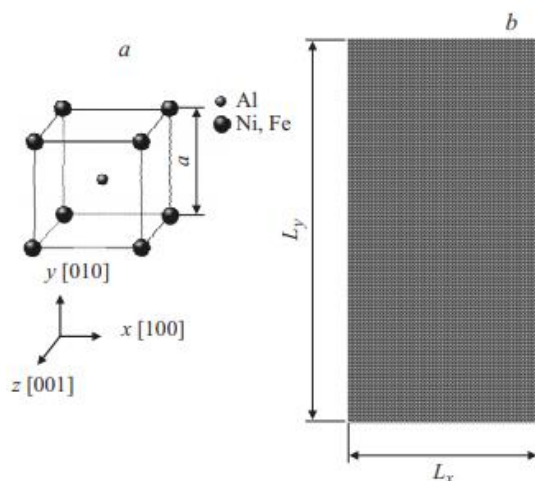 a
b
Al
Ni, Fe
a
y [010]
x [100]
z [001]
L_y
L_x